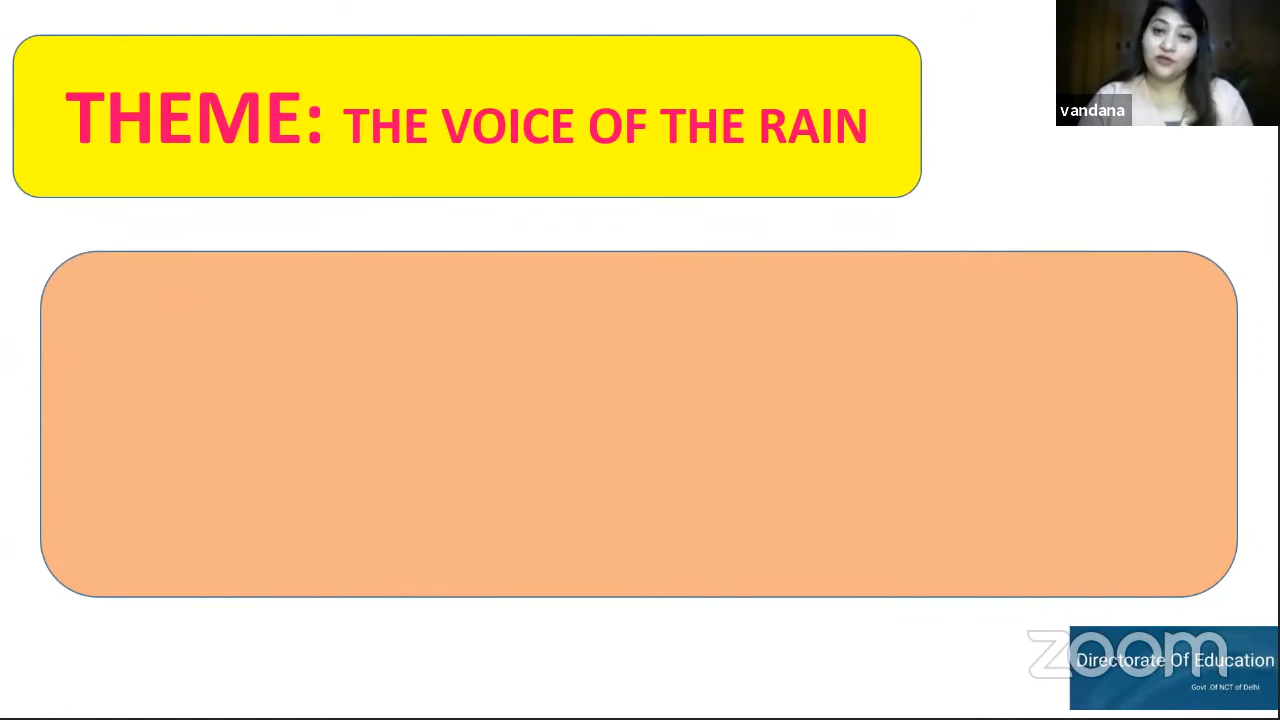 THEME: THE VOICE OF THE RAIN
vandana
zoom
Directorate Of Education
Govt .Of NCT of Delhi